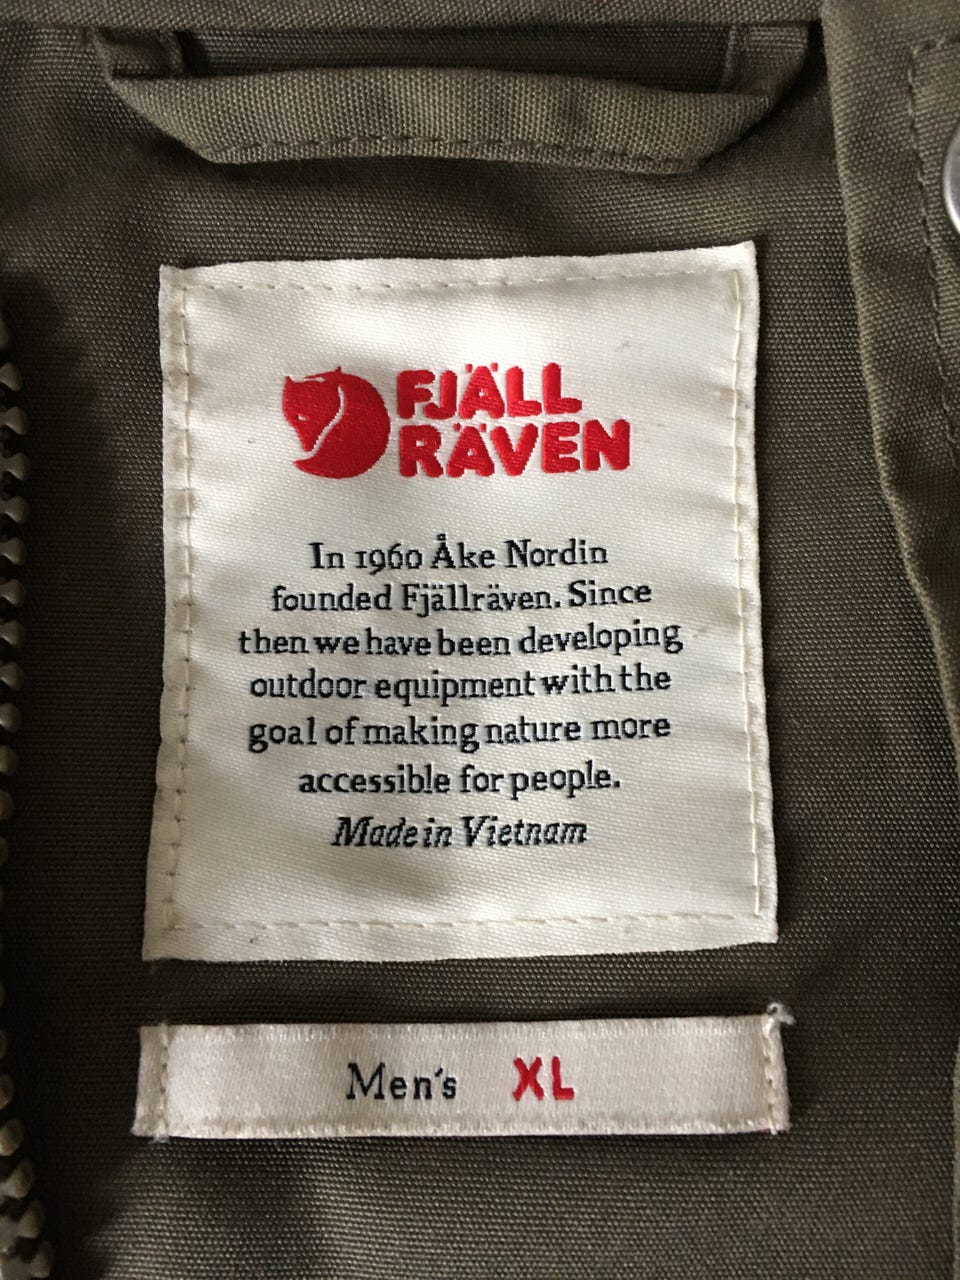 FJÄLL
RÄVEN
In 1960 Åke Nordin
founded Fjällräven. Since
then we have been developing
outdoor equipment with the
goal of making nature more
accessible for people.
Made in Vietnam
Men's XL